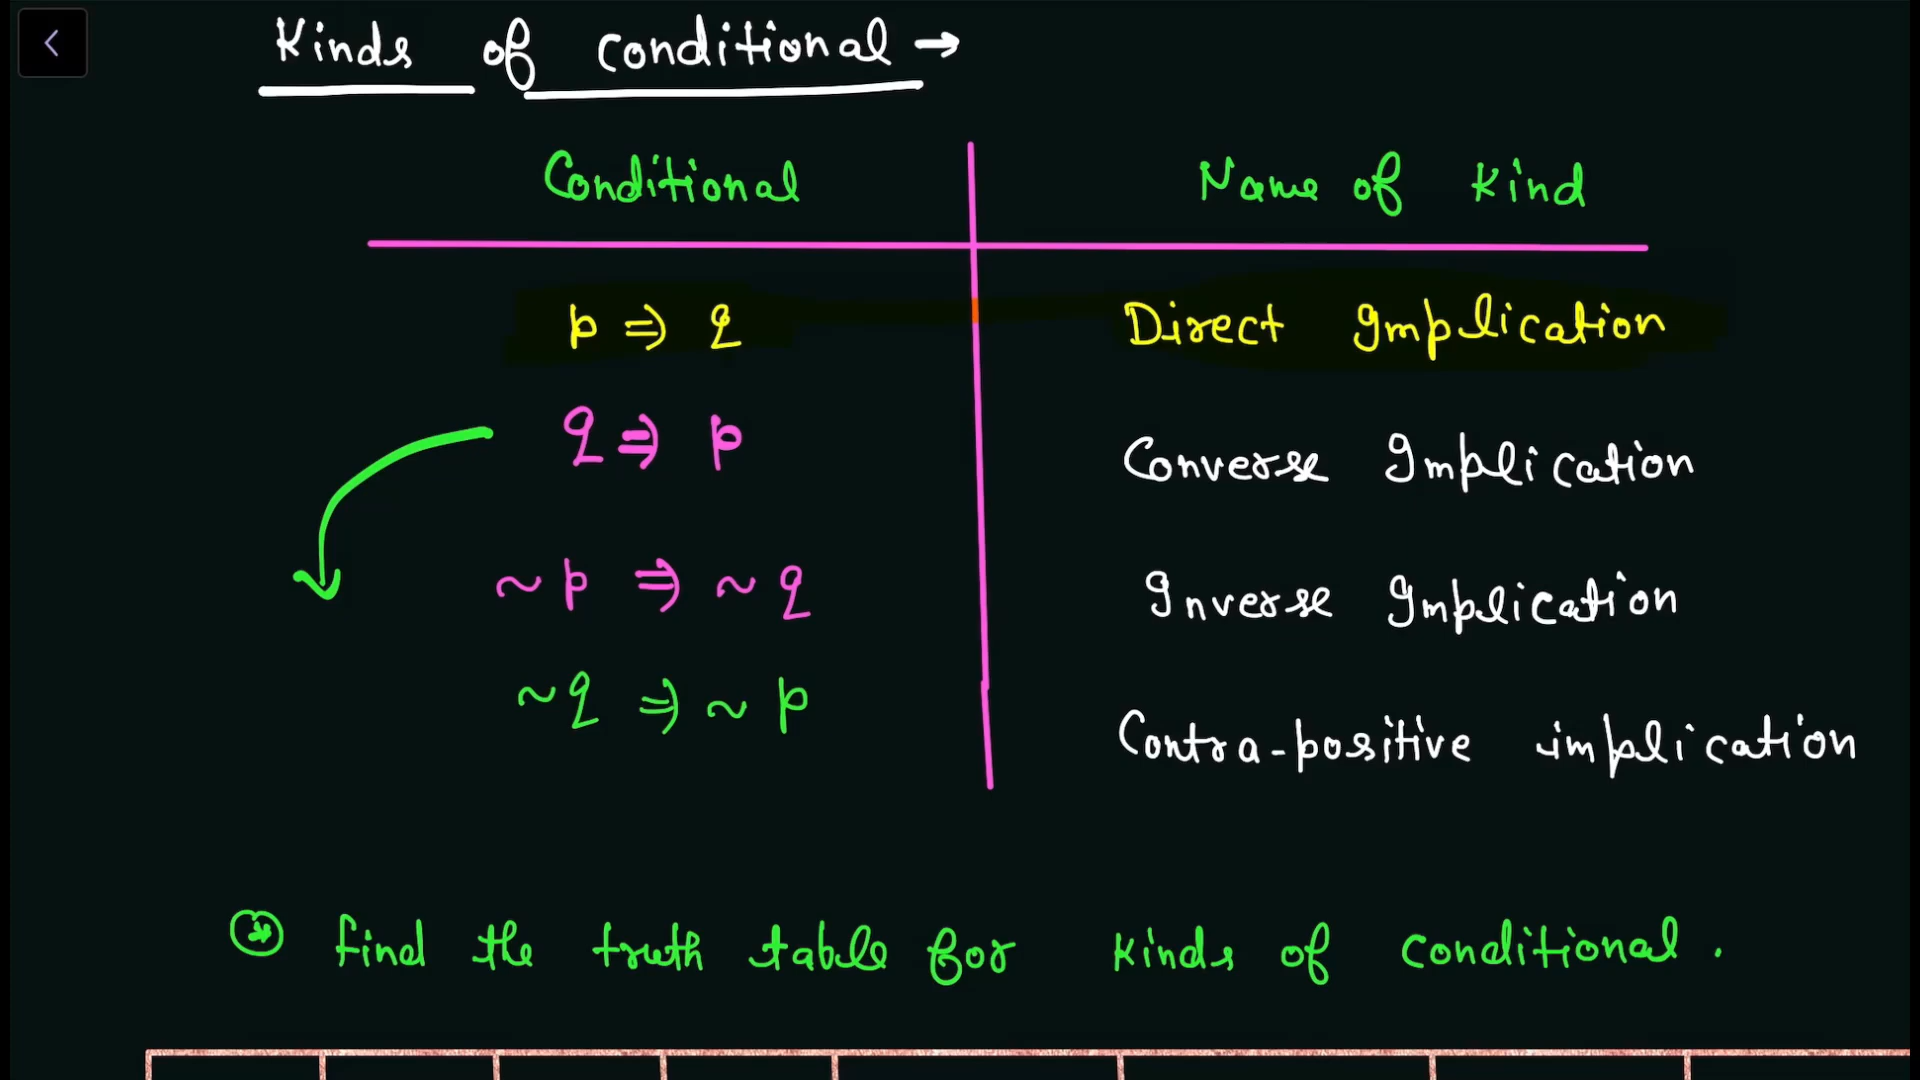 Kinds of conditional →
Conditional Name of Kind
p ⇒ q Direct Implication
q ⇒ p Converse Implication
~ p ⇒ ~ q Inverse Implication
~ q ⇒ ~ p Contra-positive implication
find the truth table for kinds of conditional.